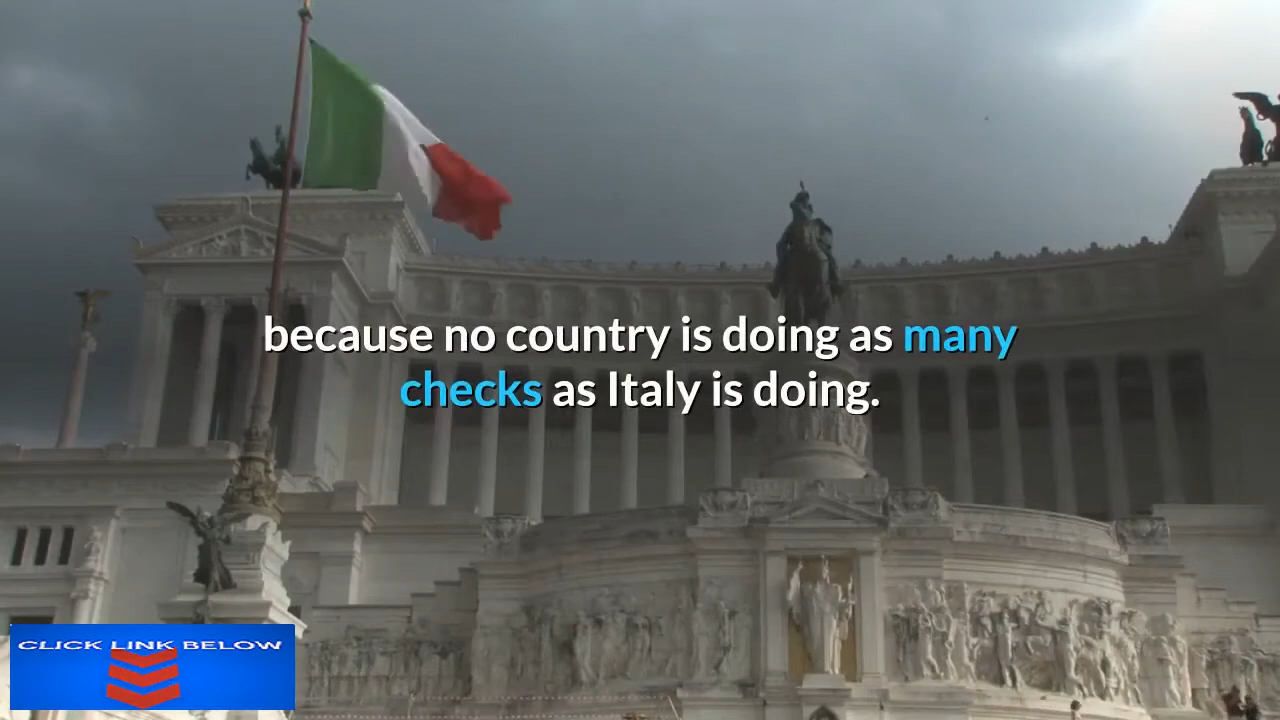 because no country is doing as many
checks as Italy is doing.
CLICK LINK BELOW